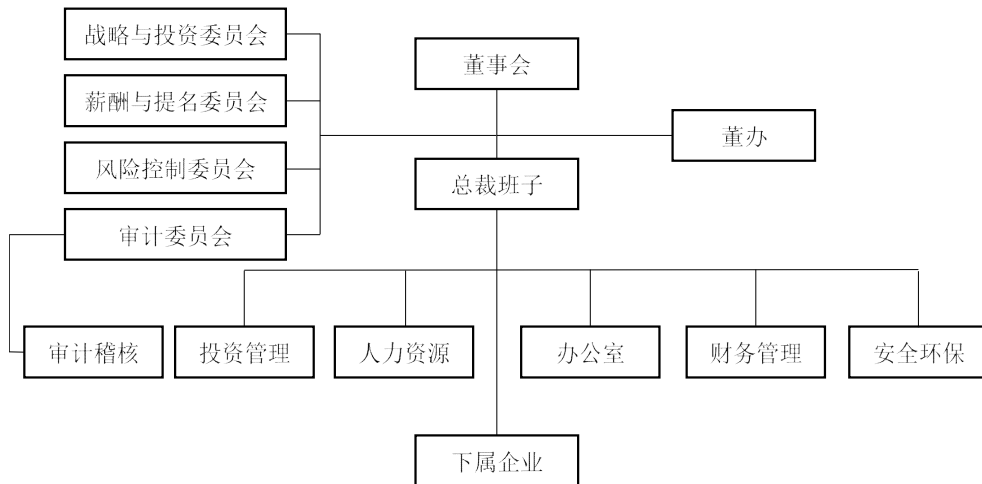 战略与投资委员会
董事会
薪酬与提名委员会
董办
风险控制委员会
总裁班子
审计委员会
审计稽核
投资管理
人力资源
办公室
财务管理
安全环保
下属企业